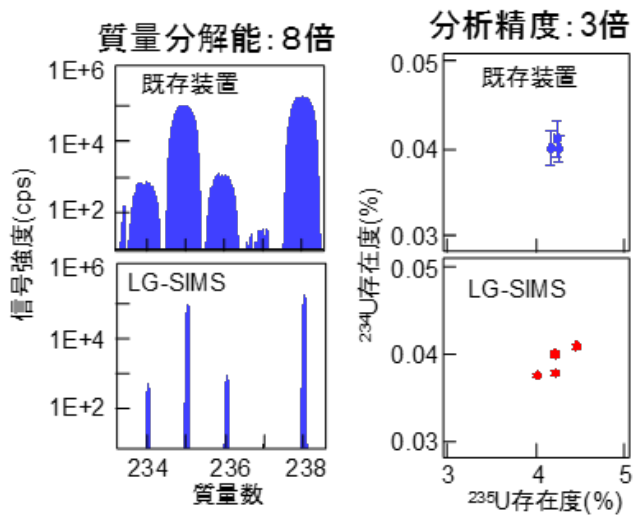 質量分解能:8倍
1E+6
1E+4
1E+2
既存装置
1E+6
1E+4
1E+2
LG-SIMS
信号強度(cps)
234
236
238
質量数
分析精度:3倍
0.05
0.04
0.03
既存装置
0.05
0.04
0.03
LG-SIMS
²³⁴U存在度(%)
3
4
5
²³⁵U存在度(%)